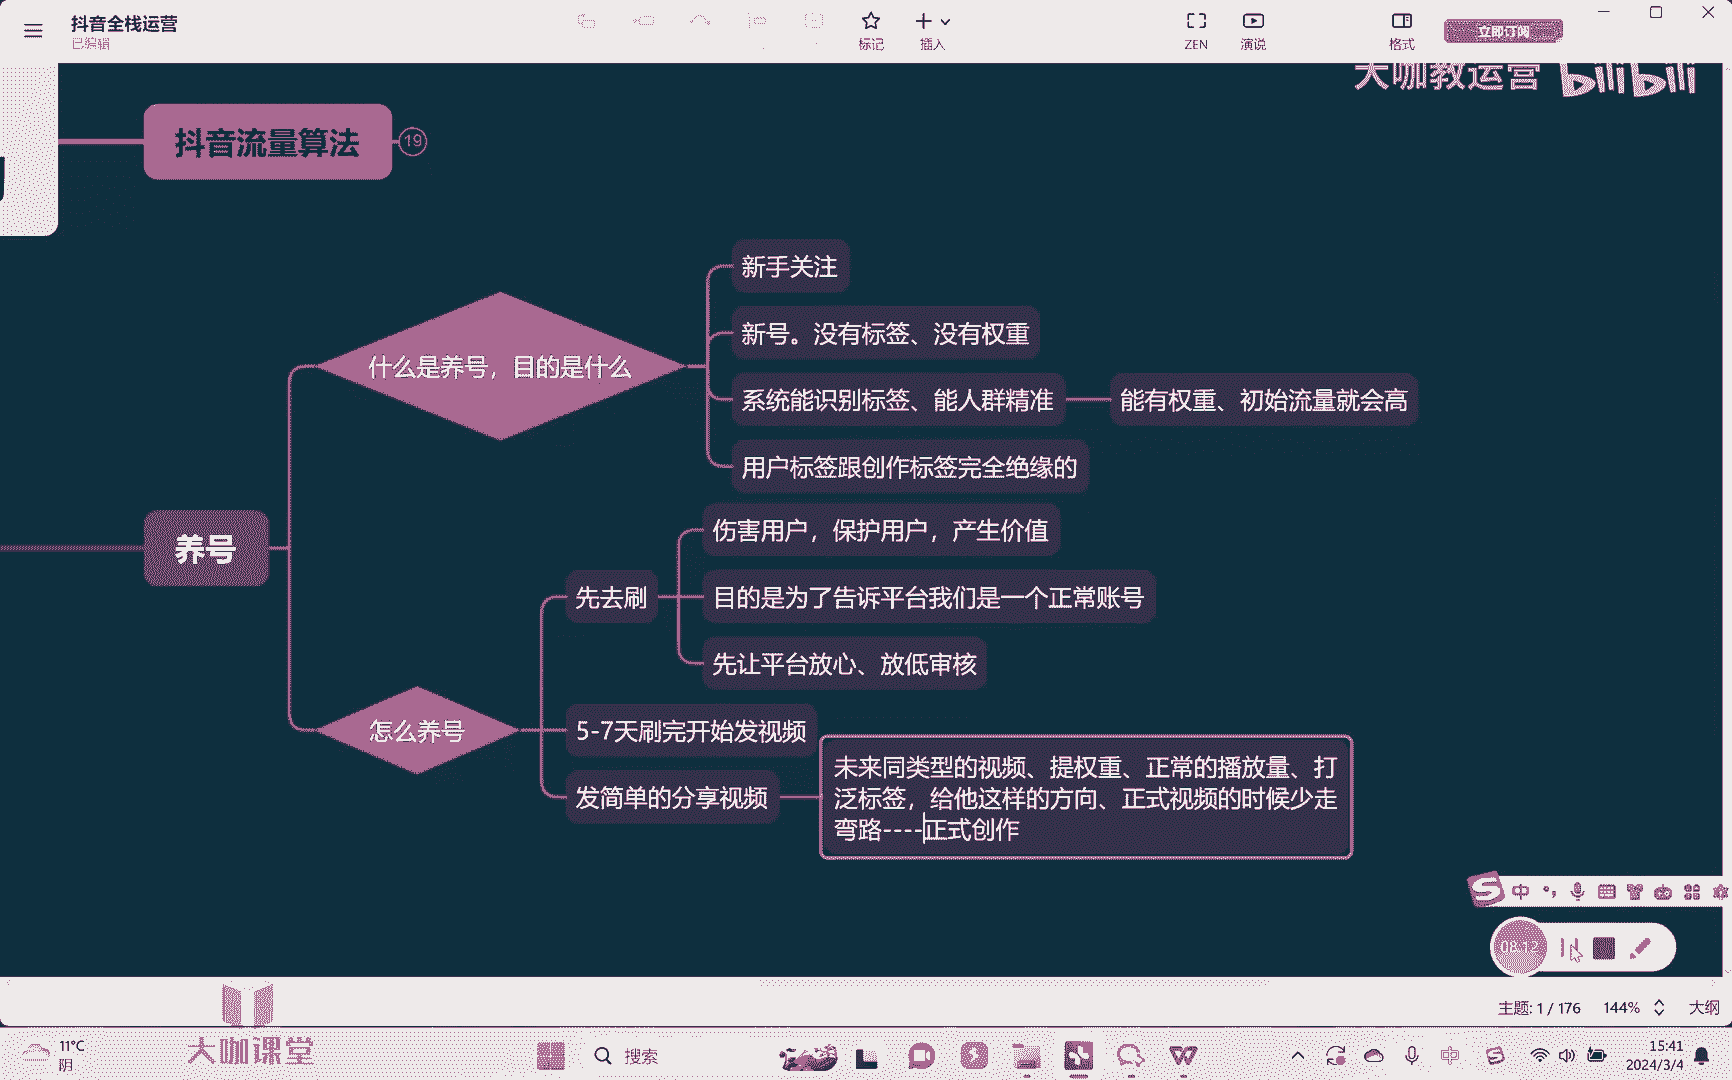 抖音全栈运营
已编辑
标记
插入
ZEN
演说
格式
立即订阅
大咖教运营 bilibili
抖音流量算法
19
新手关注
新号。没有标签、没有权重
什么是养号，目的是什么
系统能识别标签、能人群精准
能有权重、初始流量就会高
用户标签跟创作标签完全绝缘的
养号
伤害用户，保护用户，产生价值
先去刷
目的是为了告诉平台我们是一个正常账号
先让平台放心、放低审核
怎么养号
5-7天刷完开始发视频
发简单的分享视频
未来同类型的视频、提权重、正常的播放量、打
泛标签，给他这样的方向、正式视频的时候少走
弯路----正式创作
中
08:12
主题: 1 / 176
144%
大纲
大咖课堂
11°C
阴
搜索
中
15:41
2024/3/4